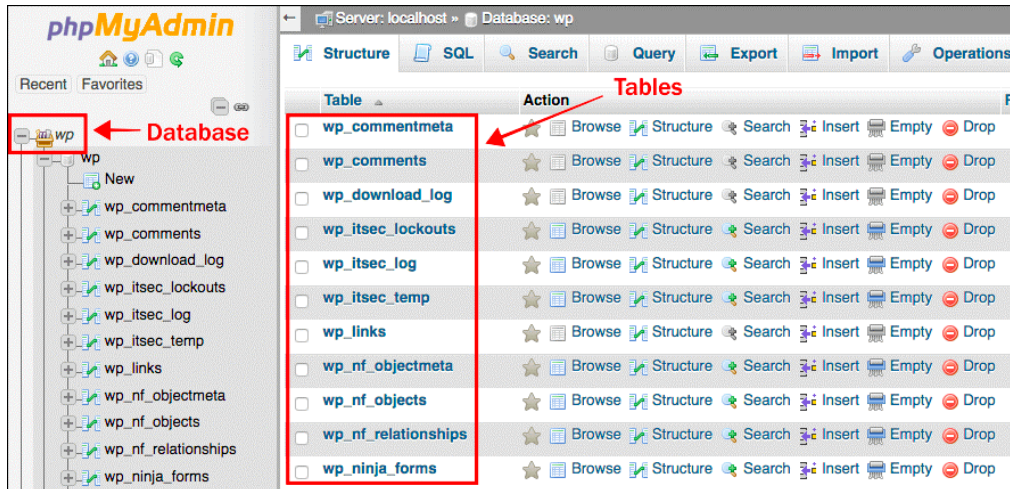 phpMyAdmin
Recent Favorites
wp
Database
wp
New
wp_commentmeta
wp_comments
wp_download_log
wp_itsec_lockouts
wp_itsec_log
wp_itsec_temp
wp_links
wp_nf_objectmeta
wp_nf_objects
wp_nf_relationships
wp_ninja_forms
Server: localhost » Database: wp
Structure SQL Search Query Export Import Operations
Tables
Table Action
wp_commentmeta Browse Structure Search Insert Empty Drop
wp_comments Browse Structure Search Insert Empty Drop
wp_download_log Browse Structure Search Insert Empty Drop
wp_itsec_lockouts Browse Structure Search Insert Empty Drop
wp_itsec_log Browse Structure Search Insert Empty Drop
wp_itsec_temp Browse Structure Search Insert Empty Drop
wp_links Browse Structure Search Insert Empty Drop
wp_nf_objectmeta Browse Structure Search Insert Empty Drop
wp_nf_objects Browse Structure Search Insert Empty Drop
wp_nf_relationships Browse Structure Search Insert Empty Drop
wp_ninja_forms Browse Structure Search Insert Empty Drop